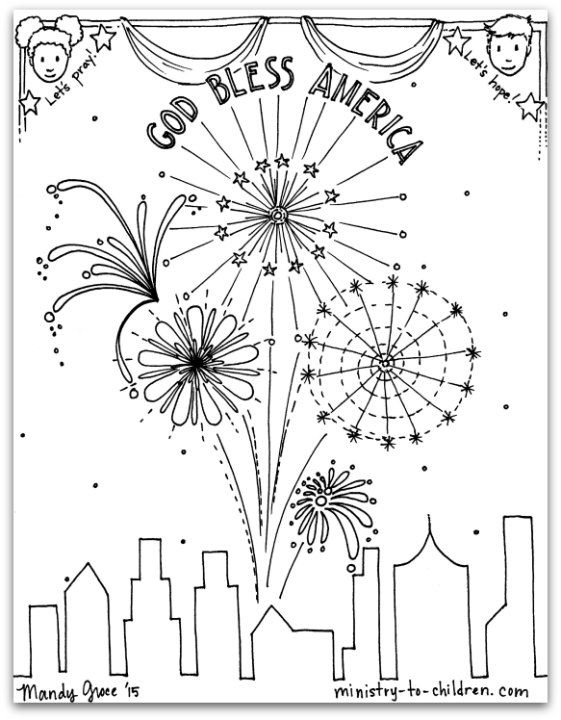 Let's pray!
GOD BLESS AMERICA
Let's hope!
Mandy Groce '15
ministry-to-children.com